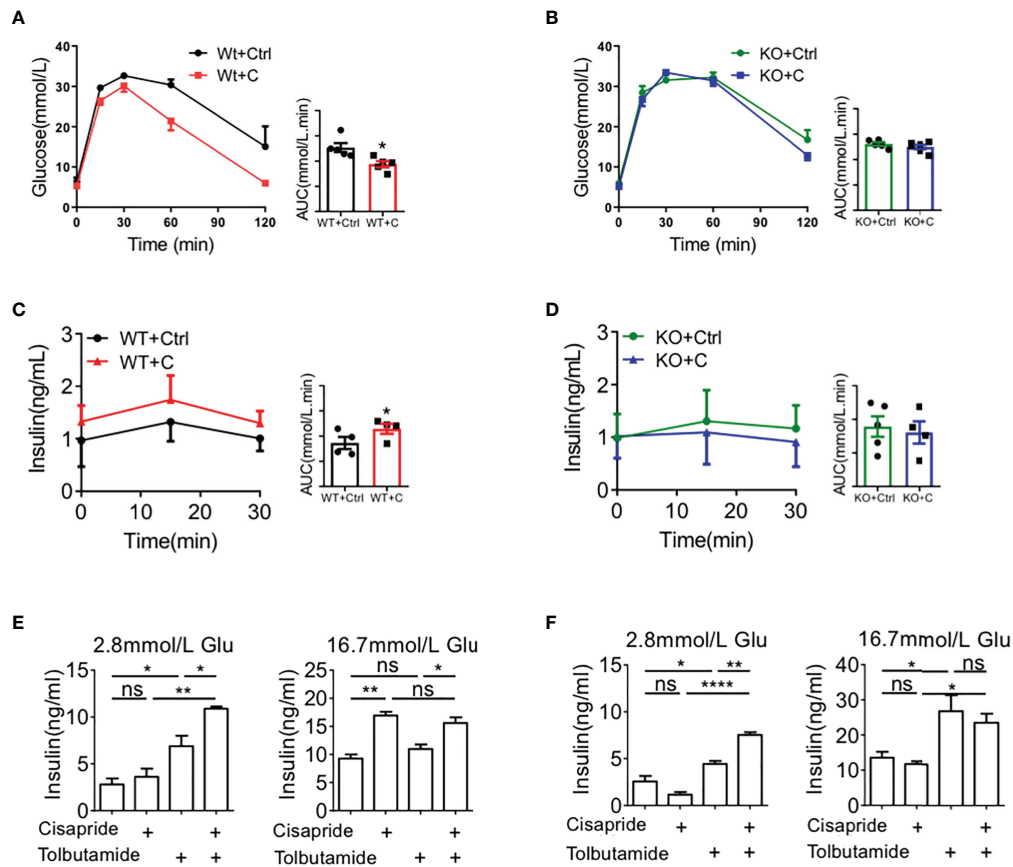 A
Glucose(mmol/L)
40
30
20
10
0
0 30 60 90 120
Time (min)
Wt+Ctrl
Wt+C
AUC(mmol/L.min)
*
WT+Ctrl WT+C
B
Glucose(mmol/L)
40
30
20
10
0
0 30 60 90 120
Time (min)
KO+Ctrl
KO+C
AUC(mmol/L.min)
KO+Ctrl KO+C
C
Insulin(ng/mL)
3
2
1
0
0 10 20 30
Time(min)
WT+Ctrl
WT+C
AUC(mmol/L.min)
*
WT+Ctrl WT+C
D
Insulin(ng/mL)
3
2
1
0
0 10 20 30
Time(min)
KO+Ctrl
KO+C
AUC(mmol/L.min)
KO+Ctrl KO+C
E
2.8mmol/L Glu
Insulin(ng/ml)
15
10
5
0
* *
ns **
16.7mmol/L Glu
Insulin(ng/ml)
25
20
15
10
5
0
ns *
** ns
Cisapride + + + +
Tolbutamide + + + +
F
2.8mmol/L Glu
Insulin(ng/ml)
15
10
5
0
* **
ns ****
16.7mmol/L Glu
Insulin(ng/ml)
40
30
20
10
0
* ns
ns *
Cisapride + + + +
Tolbutamide + + + +